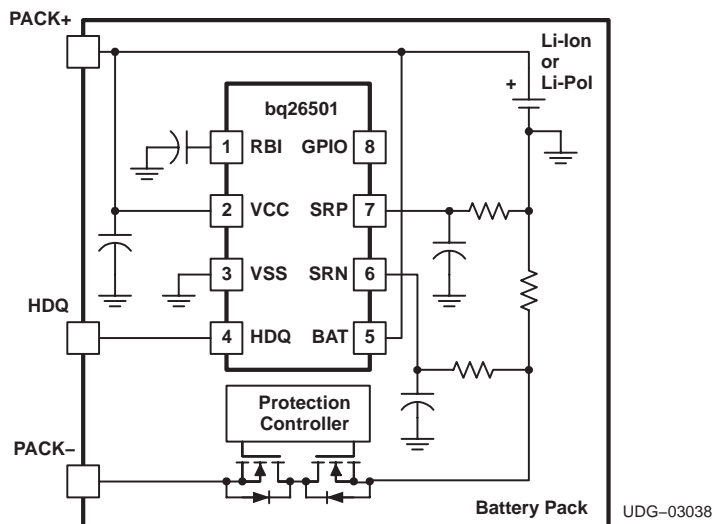 PACK+
Li-Ion
or
Li-Pol
+
bq26501
1 RBI GPIO 8
2 VCC SRP 7
3 VSS SRN 6
HDQ
4 HDQ BAT 5
Protection
Controller
PACK–
Battery Pack
UDG–03038